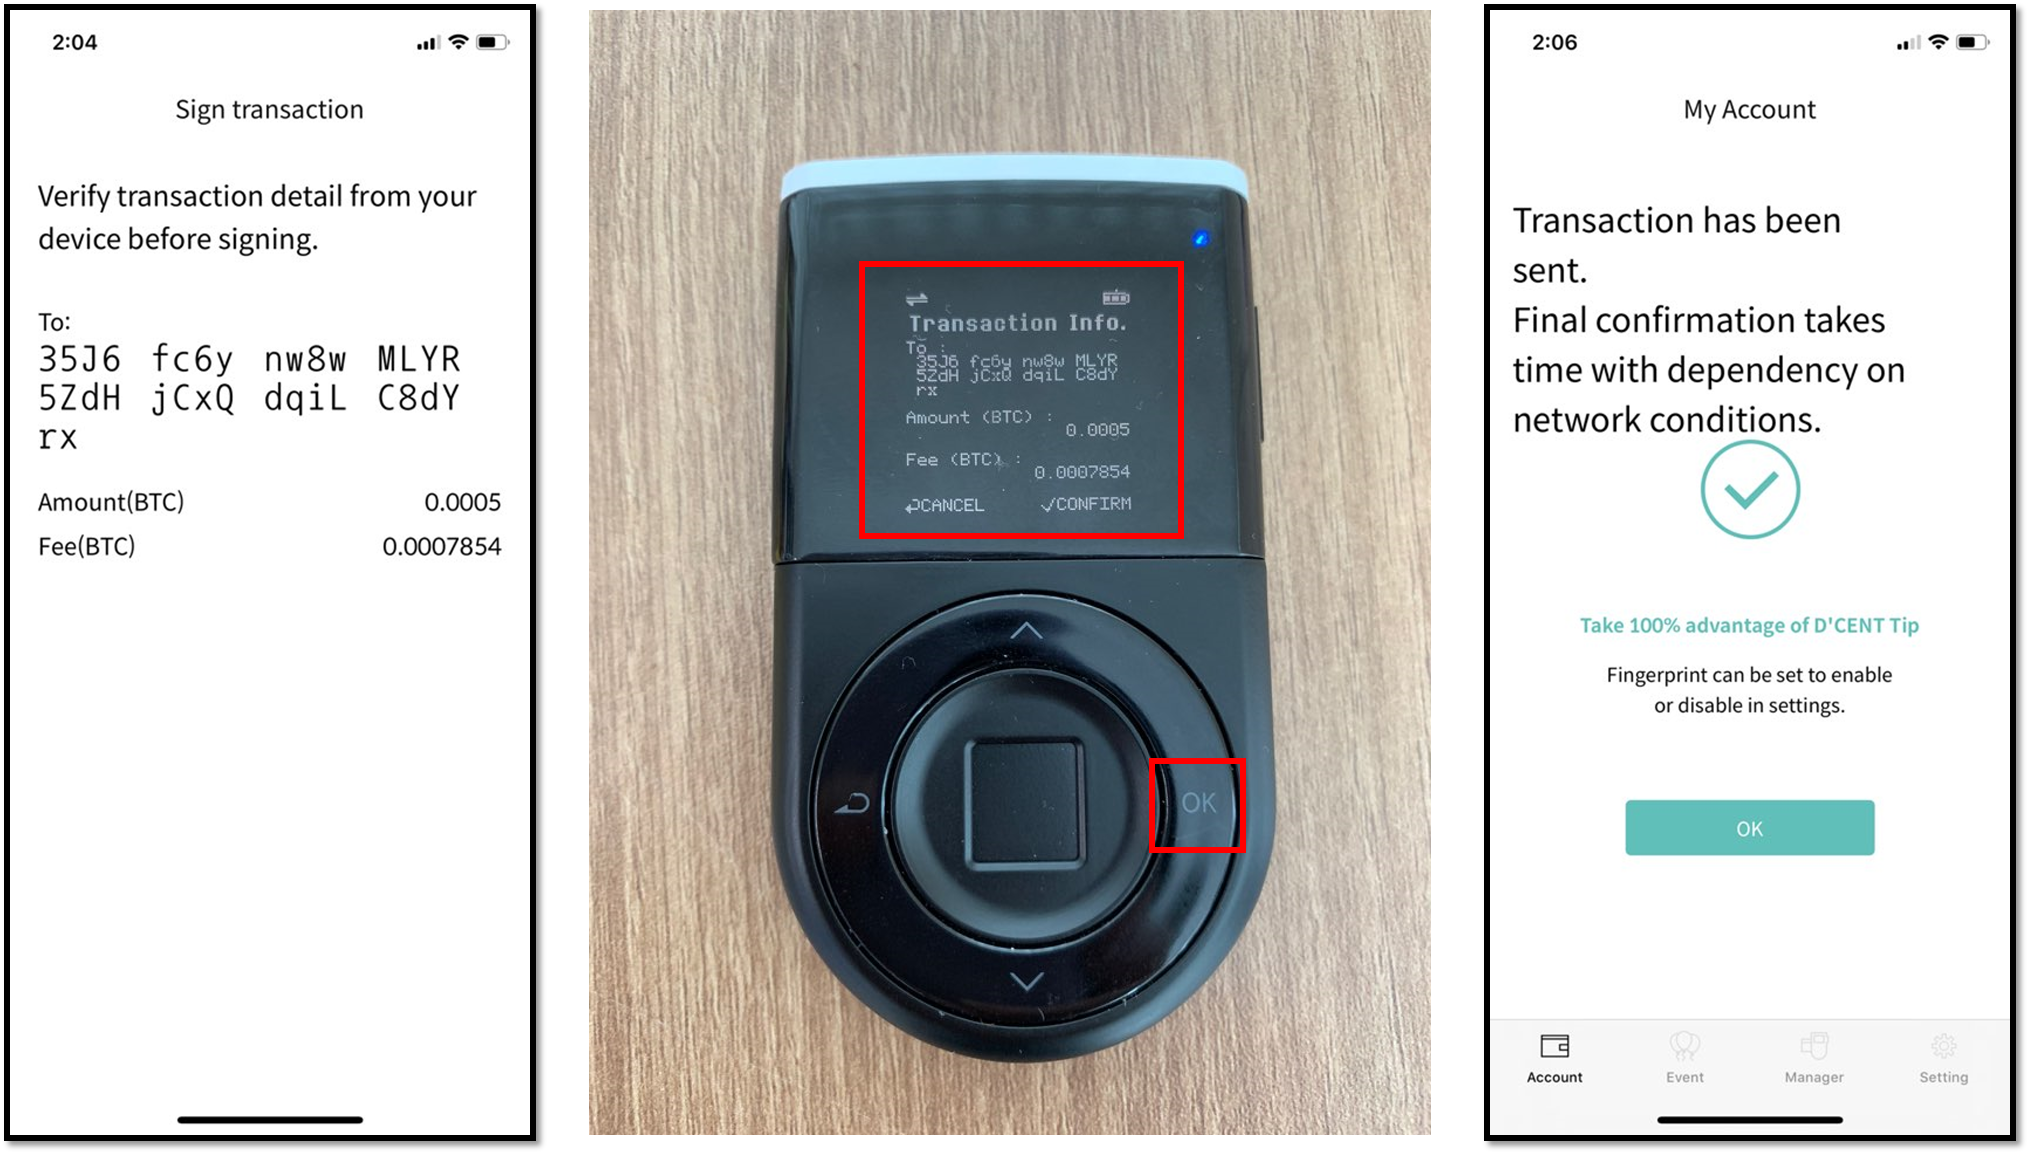 2:04
Sign transaction
Verify transaction detail from your
device before signing.
To:
35J6 fc6y nw8w MLYR
5ZdH jCxQ dqiL C8dY
rx
Amount(BTC) 0.0005
Fee(BTC) 0.0007854
Transaction Info.
To :
35J6 fc6y nw8w MLYR
5ZdH jCxQ dqiL C8dY
rx
Amount (BTC) :
0.0005
Fee (BTC) :
0.0007854
CANCEL ✓CONFIRM
OK
2:06
My Account
Transaction has been
sent.
Final confirmation takes
time with dependency on
network conditions.
Take 100% advantage of D'CENT Tip
Fingerprint can be set to enable
or disable in settings.
OK
Account Event Manager Setting